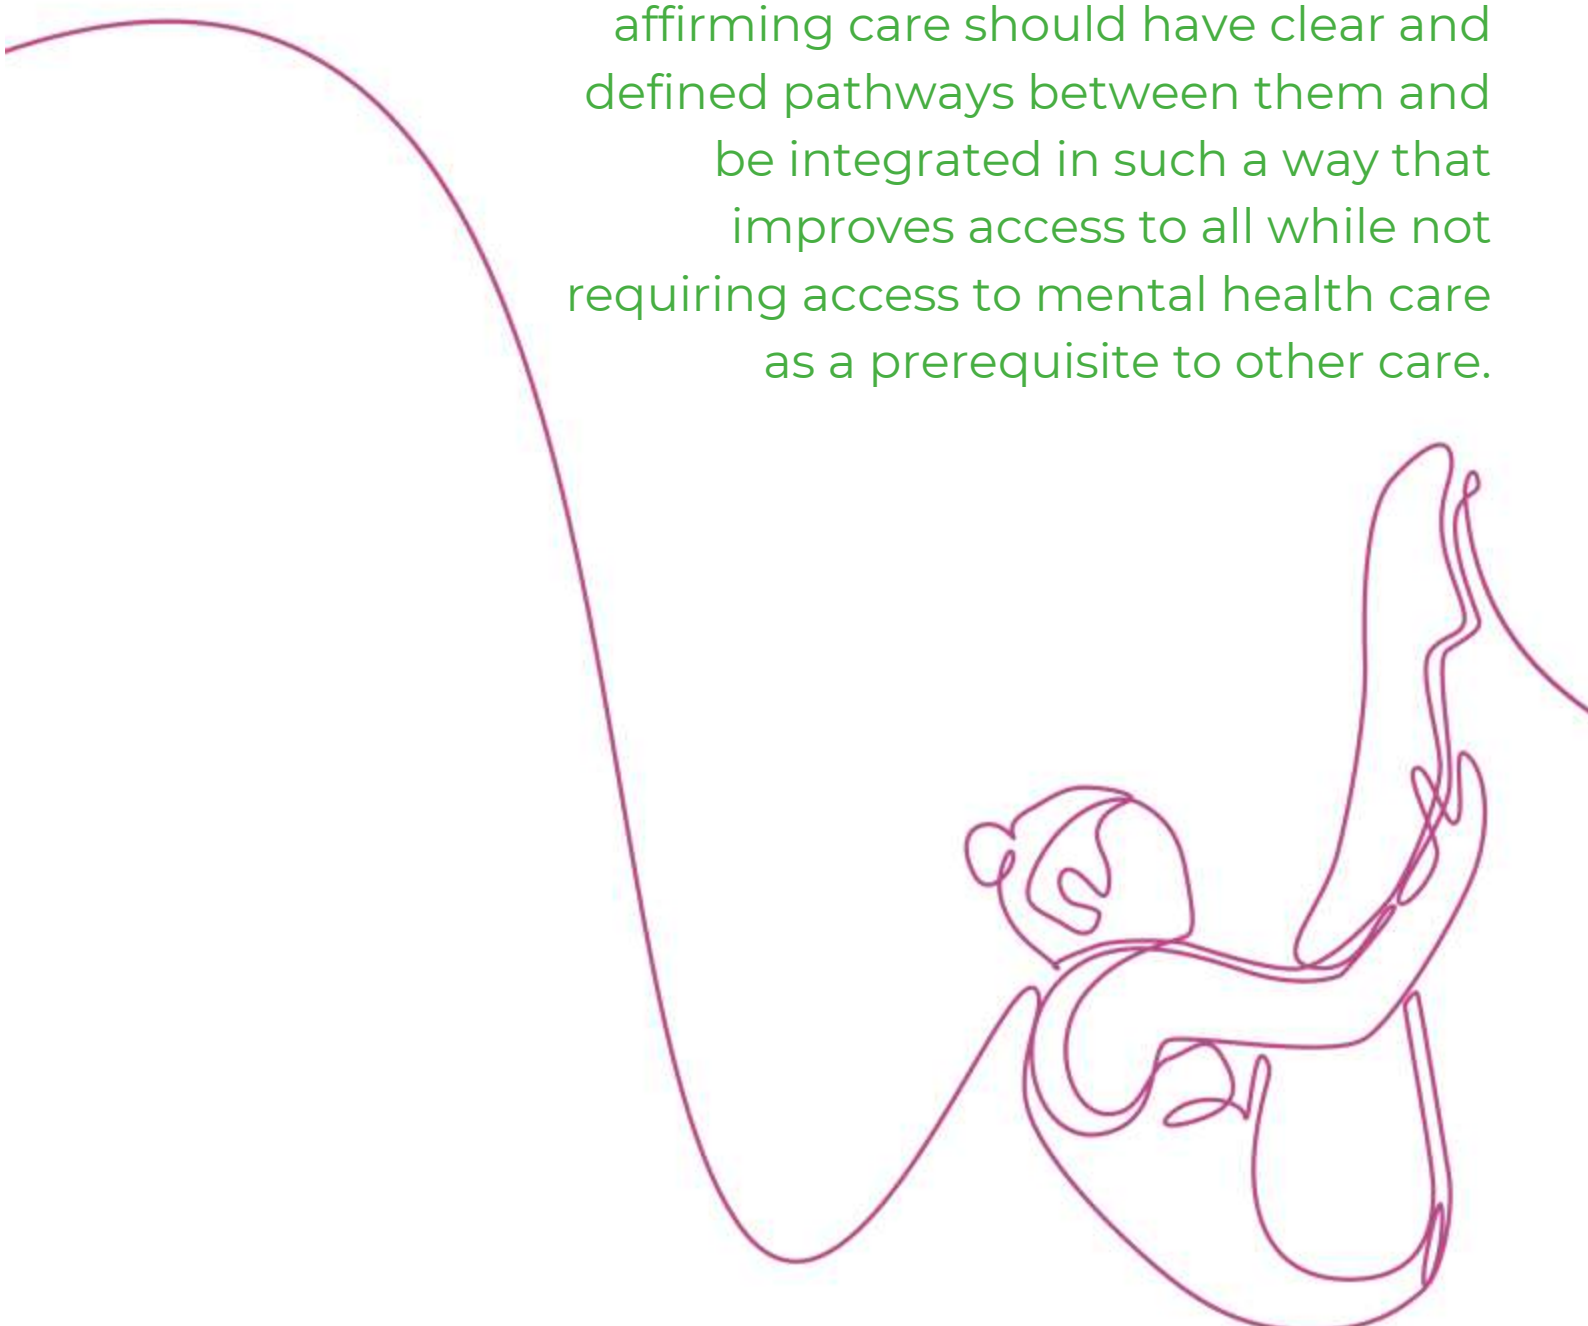 affirming care should have clear and
defined pathways between them and
be integrated in such a way that
improves access to all while not
requiring access to mental health care
as a prerequisite to other care.